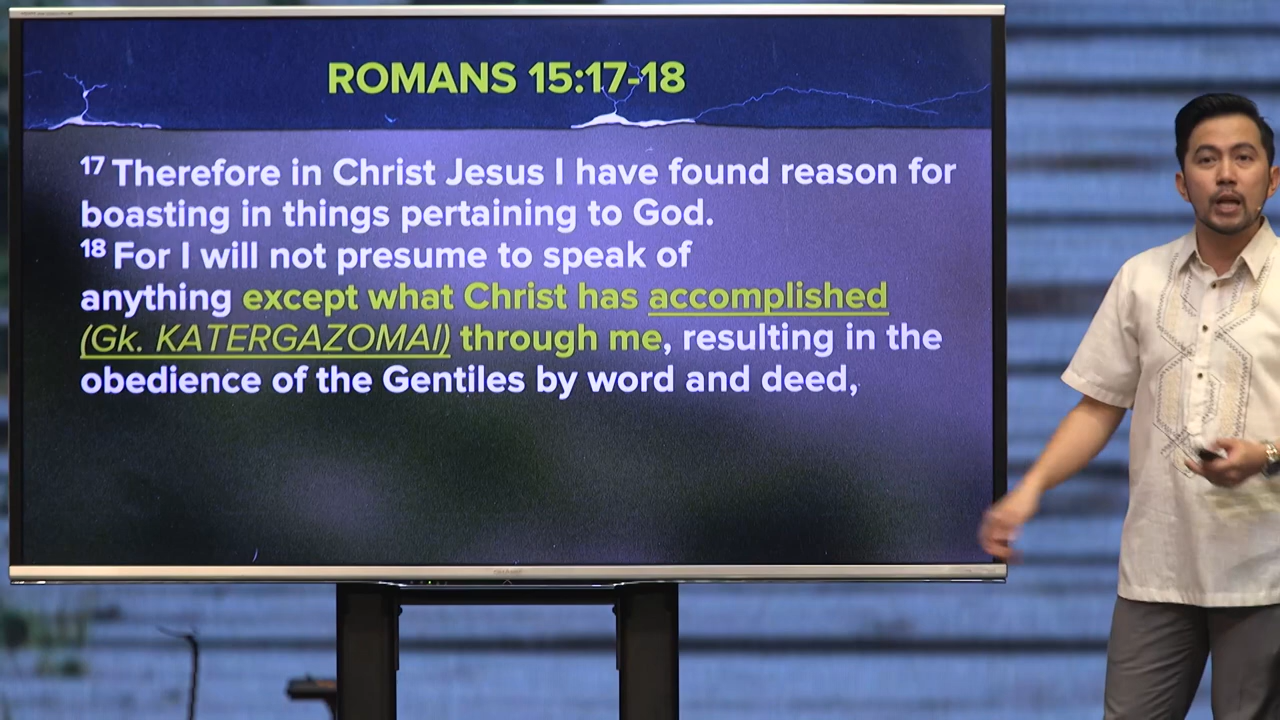 ROMANS 15:17-18
17 Therefore in Christ Jesus I have found reason for
boasting in things pertaining to God.
18 For I will not presume to speak of
anything except what Christ has accomplished
(Gk. KATERGAZOMAI) through me, resulting in the
obedience of the Gentiles by word and deed,